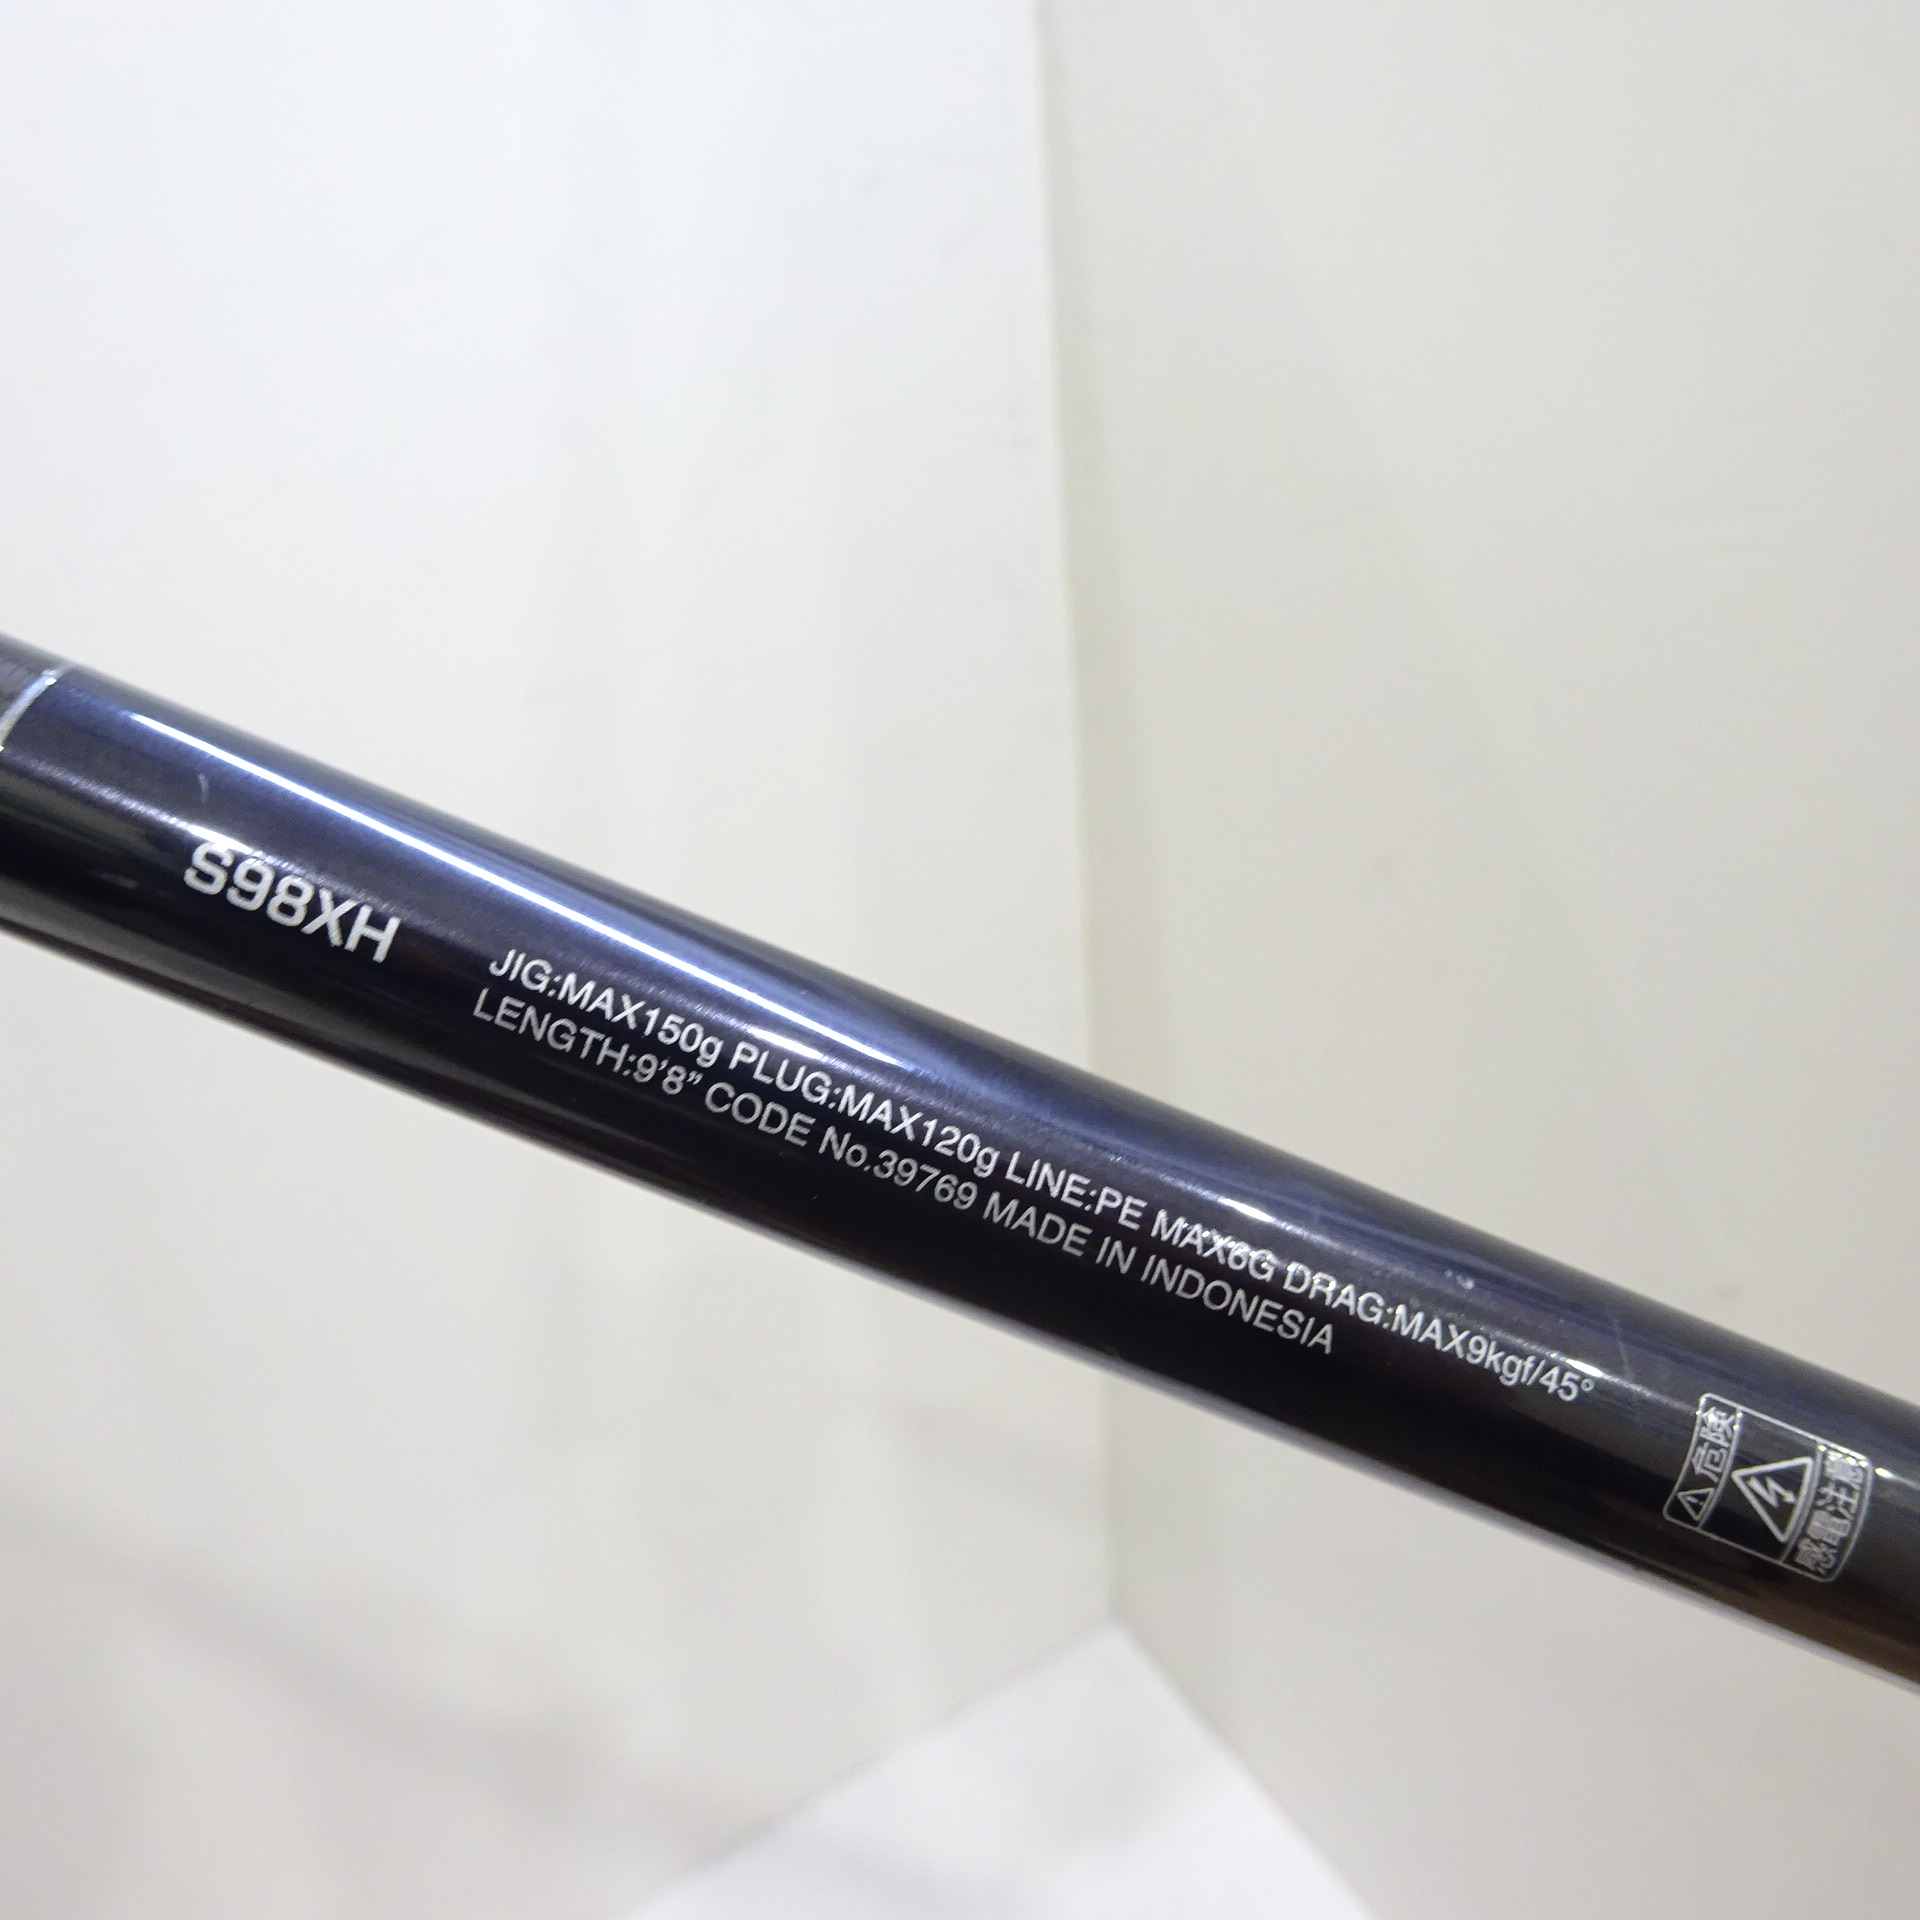 S98XH
JIG:MAX150g PLUG:MAX120g LINE:PE MAX6G DRAG:MAX9kgf/45°
LENGTH:9'8” CODE No.39769 MADE IN INDONESIA
危険
感電注意